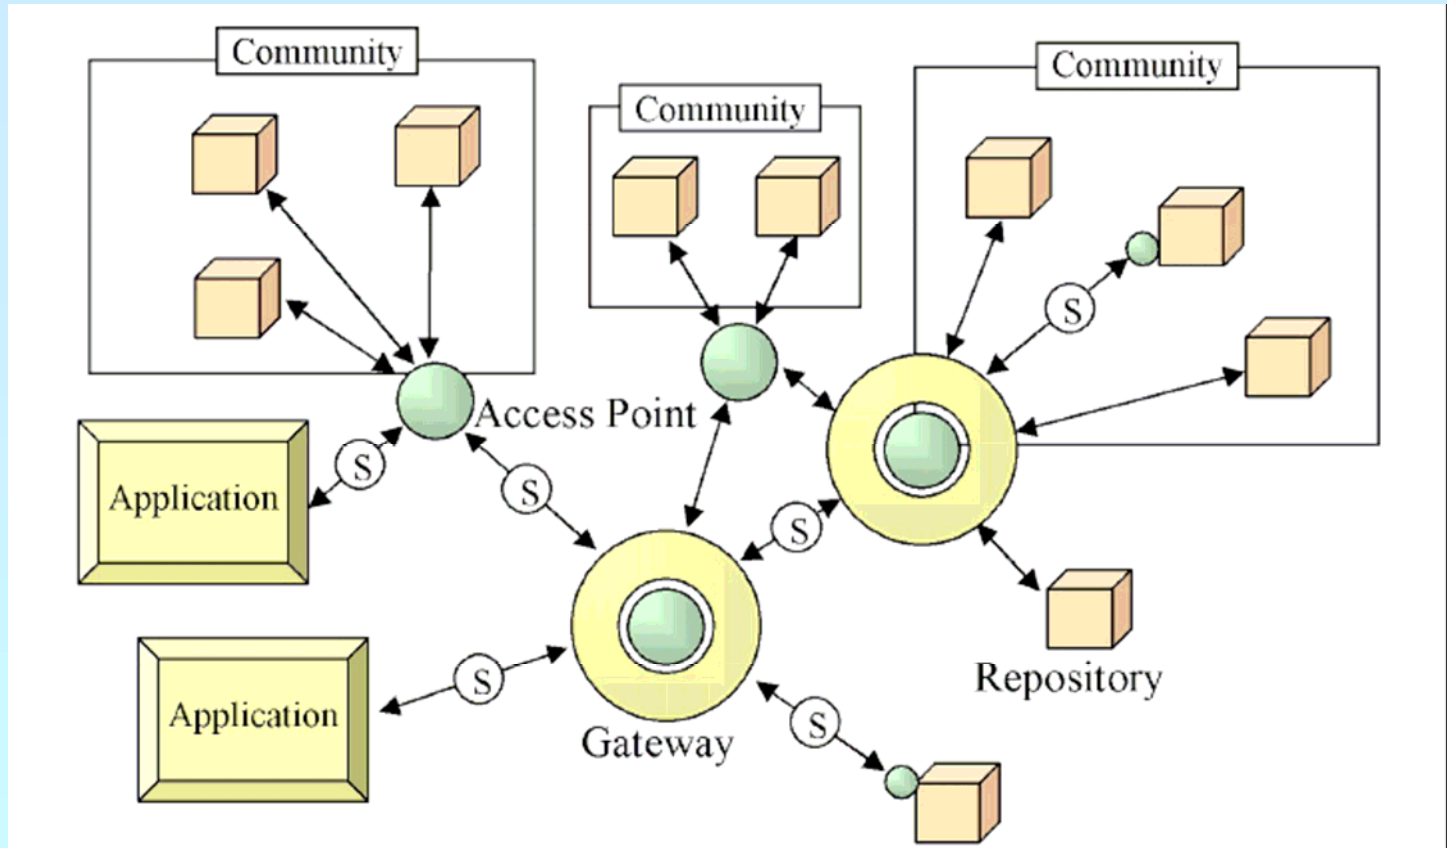 Community
Community
Community
S
Access Point
S
Application
S
S
Repository
S
Application
S
Gateway